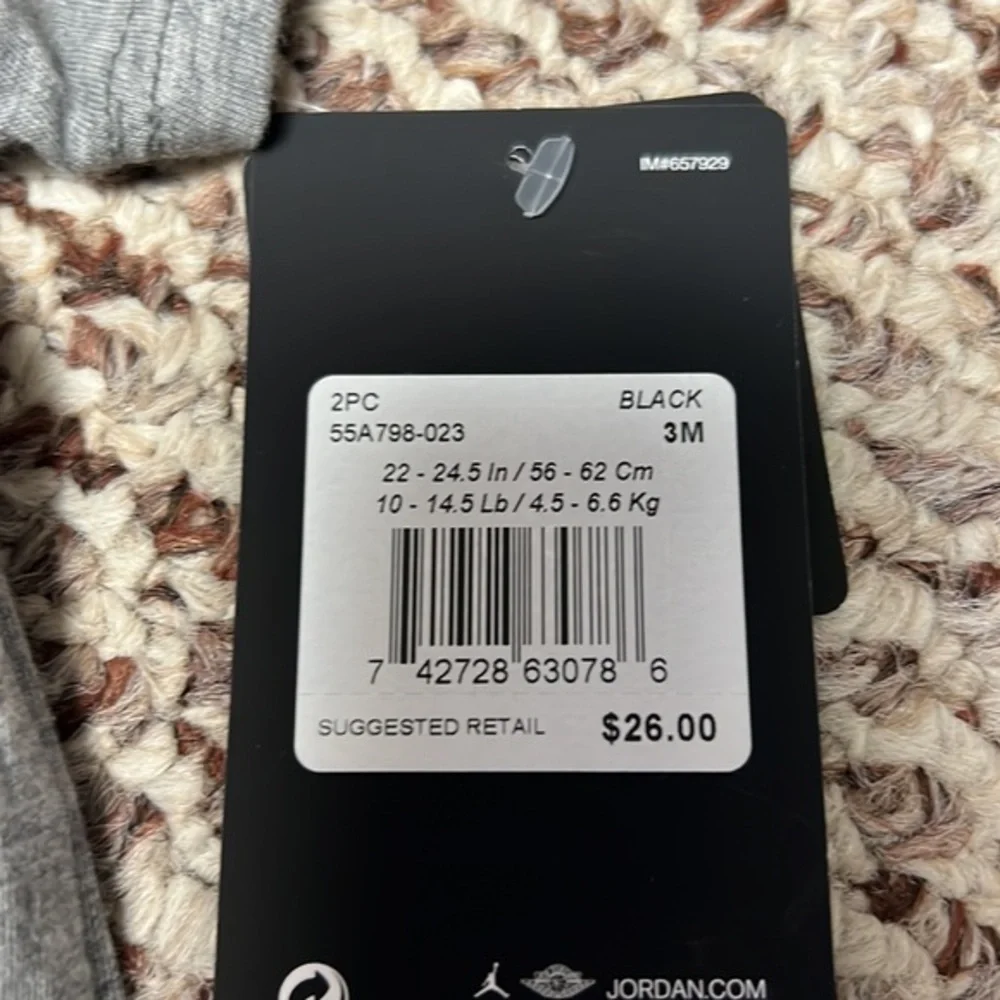 IM#657929
2PC BLACK
55A798-023 3M
22 - 24.5 In / 56 - 62 Cm
10 - 14.5 Lb / 4.5 - 6.6 Kg
7 42728 63078 6
SUGGESTED RETAIL $26.00
JORDAN.COM